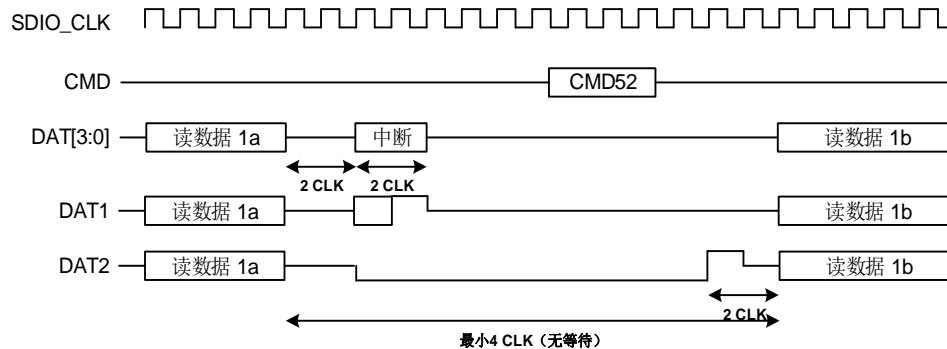 SDIO_CLK
CMD
CMD52
DAT[3:0]
读数据 1a
中断
读数据 1b
2 CLK
2 CLK
DAT1
读数据 1a
读数据 1b
DAT2
读数据 1a
读数据 1b
2 CLK
最小4 CLK（无等待）